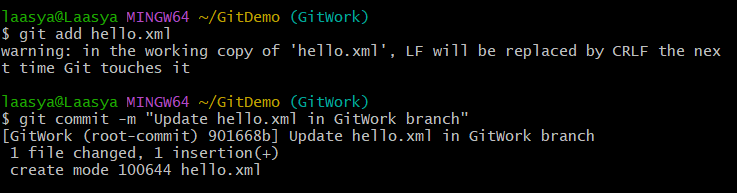 laasya@Laasya MINGW64 ~/GitDemo (GitWork)
$ git add hello.xml
warning: in the working copy of 'hello.xml', LF will be replaced by CRLF the nex
t time Git touches it
laasya@Laasya MINGW64 ~/GitDemo (GitWork)
$ git commit -m "Update hello.xml in GitWork branch"
[GitWork (root-commit) 901668b] Update hello.xml in GitWork branch
 1 file changed, 1 insertion(+)
 create mode 100644 hello.xml